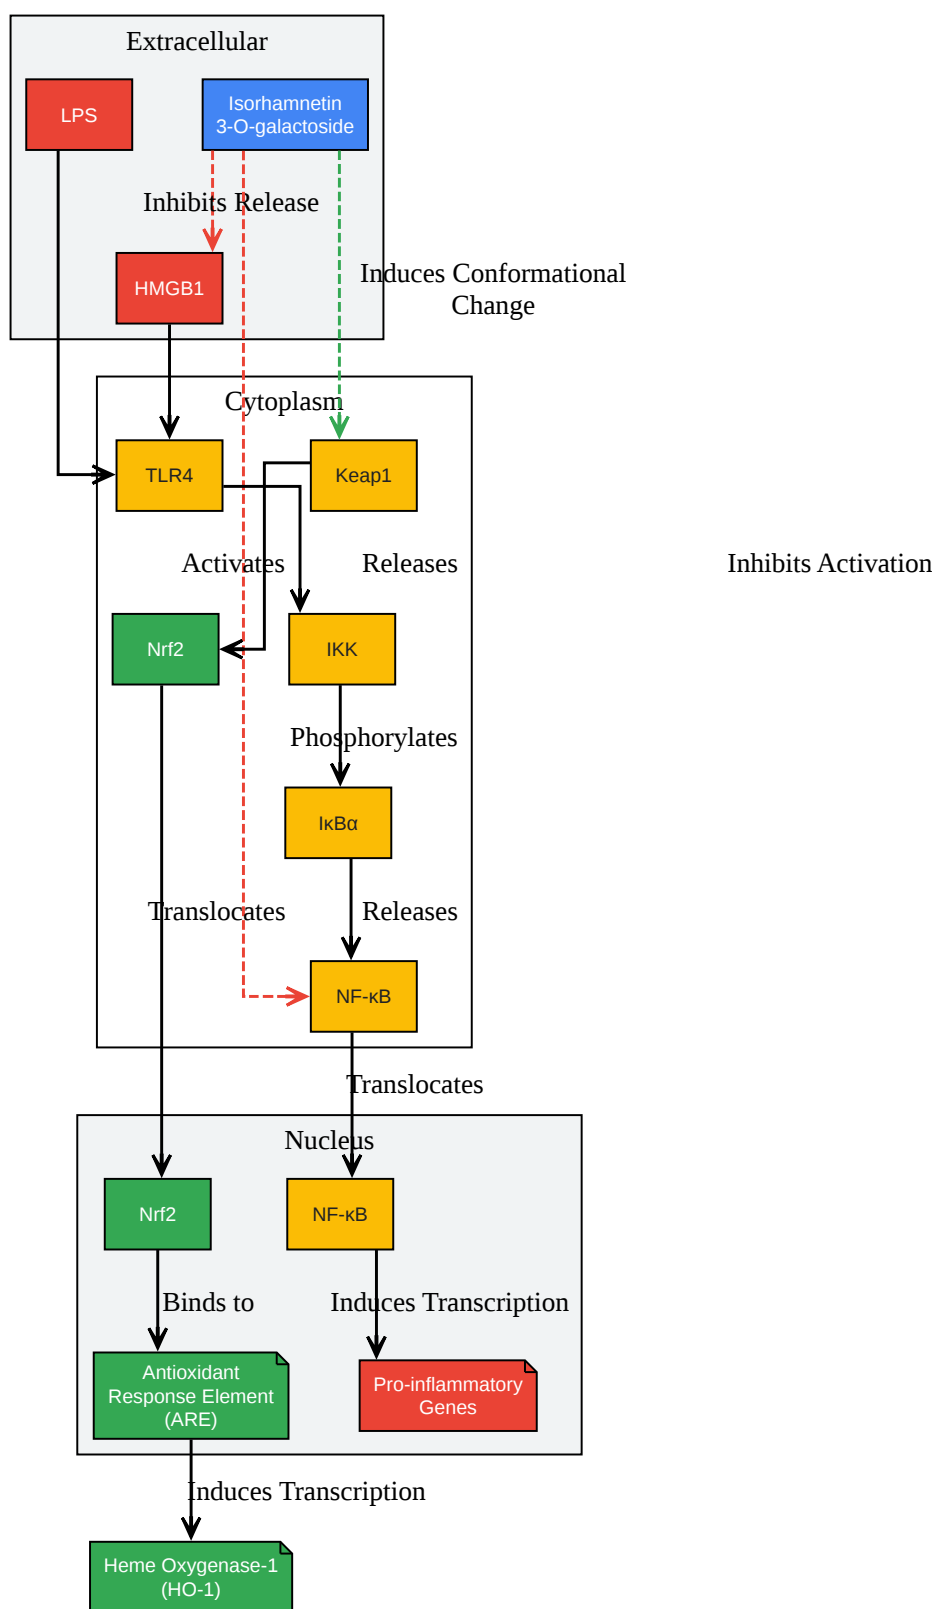 Extracellular
LPS
Isorhamnetin
3-O-galactoside
Inhibits Release
HMGB1
Induces Conformational
Change
Cytoplasm
TLR4
Keap1
Activates
Releases
Inhibits Activation
Nrf2
IKK
Phosphorylates
IκBα
Translocates
Releases
NF-κB
Translocates
Nucleus
Nrf2
NF-κB
Binds to
Induces Transcription
Antioxidant
Response Element
(ARE)
Pro-inflammatory
Genes
Induces Transcription
Heme Oxygenase-1
(HO-1)